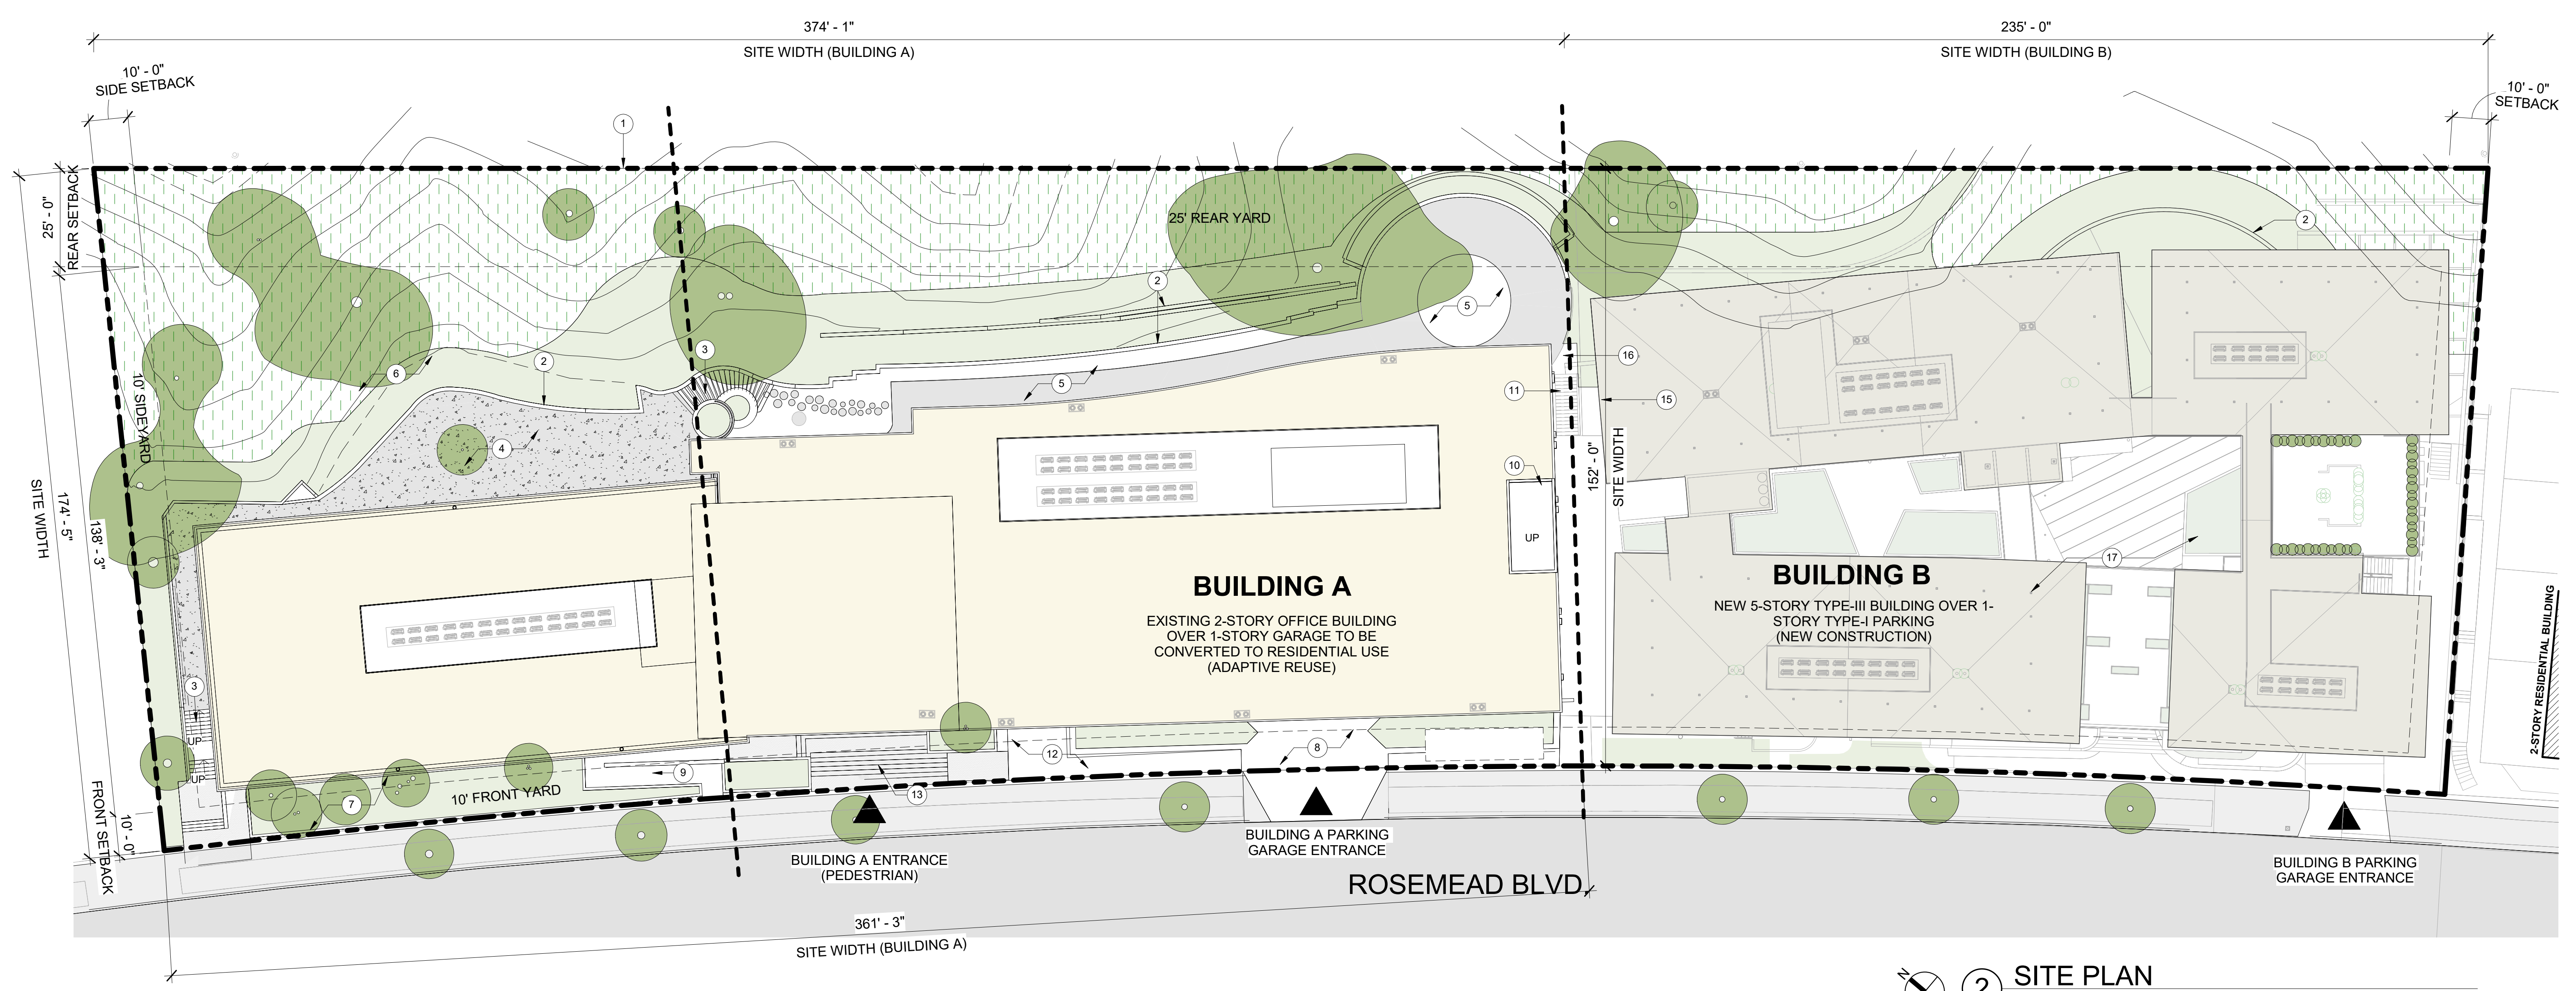 374' - 1"
235' - 0"
SITE WIDTH (BUILDING A)
SITE WIDTH (BUILDING B)
10' - 0"
SIDE SETBACK
10' - 0"
SETBACK
1
25' - 0"
REAR SETBACK
25' REAR YARD
2
2
5
3
2
6
5
16
11
15
10' SIDEYARD
4
10
152' - 0"
SITE WIDTH
SITE WIDTH
174' - 5"
138' - 3"
UP
17
BUILDING A
EXISTING 2-STORY OFFICE BUILDING
OVER 1-STORY GARAGE TO BE
CONVERTED TO RESIDENTIAL USE
(ADAPTIVE REUSE)
BUILDING B
NEW 5-STORY TYPE-III BUILDING OVER 1-
STORY TYPE-I PARKING
(NEW CONSTRUCTION)
2-STORY RESIDENTIAL BUILDING
3
UP
UP
12
8
9
13
7
10' FRONT YARD
FRONT SETBACK
10' - 0"
BUILDING A ENTRANCE
(PEDESTRIAN)
BUILDING A PARKING
GARAGE ENTRANCE
BUILDING B PARKING
GARAGE ENTRANCE
ROSEMEAD BLVD.
361' - 3"
SITE WIDTH (BUILDING A)
N
2
SITE PLAN